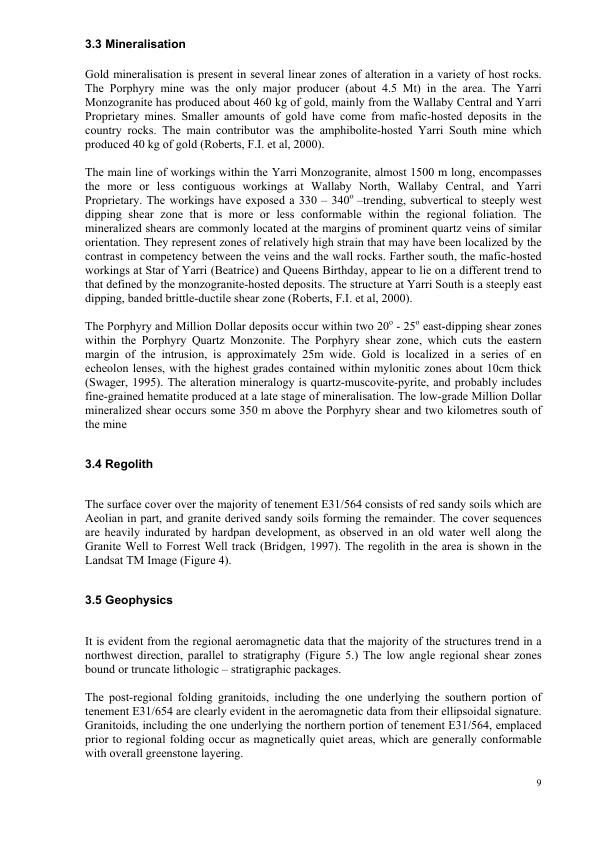 3.3 Mineralisation
Gold mineralisation is present in several linear zones of alteration in a variety of host rocks.
The Porphyry mine was the only major producer (about 4.5 Mt) in the area. The Yarri
Monzogranite has produced about 460 kg of gold, mainly from the Wallaby Central and Yarri
Proprietary mines. Smaller amounts of gold have come from mafic-hosted deposits in the
country rocks. The main contributor was the amphibolite-hosted Yarri South mine which
produced 40 kg of gold (Roberts, F.I. et al, 2000).
The main line of workings within the Yarri Monzogranite, almost 1500 m long, encompasses
the more or less contiguous workings at Wallaby North, Wallaby Central, and Yarri
Proprietary. The workings have exposed a 330 – 340° –trending, subvertical to steeply west
dipping shear zone that is more or less conformable within the regional foliation. The
mineralized shears are commonly located at the margins of prominent quartz veins of similar
orientation. They represent zones of relatively high strain that may have been localized by the
contrast in competency between the veins and the wall rocks. Farther south, the mafic-hosted
workings at Star of Yarri (Beatrice) and Queens Birthday, appear to lie on a different trend to
that defined by the monzogranite-hosted deposits. The structure at Yarri South is a steeply east
dipping, banded brittle-ductile shear zone (Roberts, F.I. et al, 2000).
The Porphyry and Million Dollar deposits occur within two 20° - 25° east-dipping shear zones
within the Porphyry Quartz Monzonite. The Porphyry shear zone, which cuts the eastern
margin of the intrusion, is approximately 25m wide. Gold is localized in a series of en
echeolon lenses, with the highest grades contained within mylonitic zones about 10cm thick
(Swager, 1995). The alteration mineralogy is quartz-muscovite-pyrite, and probably includes
fine-grained hematite produced at a late stage of mineralisation. The low-grade Million Dollar
mineralized shear occurs some 350 m above the Porphyry shear and two kilometres south of
the mine
3.4 Regolith
The surface cover over the majority of tenement E31/564 consists of red sandy soils which are
Aeolian in part, and granite derived sandy soils forming the remainder. The cover sequences
are heavily indurated by hardpan development, as observed in an old water well along the
Granite Well to Forrest Well track (Bridgen, 1997). The regolith in the area is shown in the
Landsat TM Image (Figure 4).
3.5 Geophysics
It is evident from the regional aeromagnetic data that the majority of the structures trend in a
northwest direction, parallel to stratigraphy (Figure 5.) The low angle regional shear zones
bound or truncate lithologic – stratigraphic packages.
The post-regional folding granitoids, including the one underlying the southern portion of
tenement E31/654 are clearly evident in the aeromagnetic data from their ellipsoidal signature.
Granitoids, including the one underlying the northern portion of tenement E31/564, emplaced
prior to regional folding occur as magnetically quiet areas, which are generally conformable
with overall greenstone layering.
9